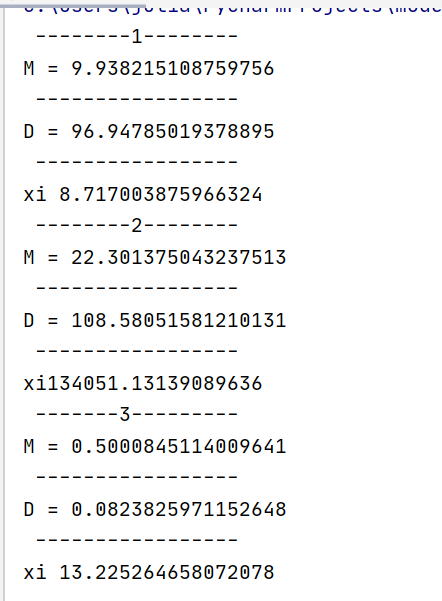 --------1--------
M = 9.938215108759756
-----------------
D = 96.94785019378895
-----------------
xi 8.717003875966324
--------2--------
M = 22.301375043237513
-----------------
D = 108.58051581210131
-----------------
xi134051.13139089636
-------3---------
M = 0.5000845114009641
-----------------
D = 0.0823825971152648
-----------------
xi 13.225264658072078